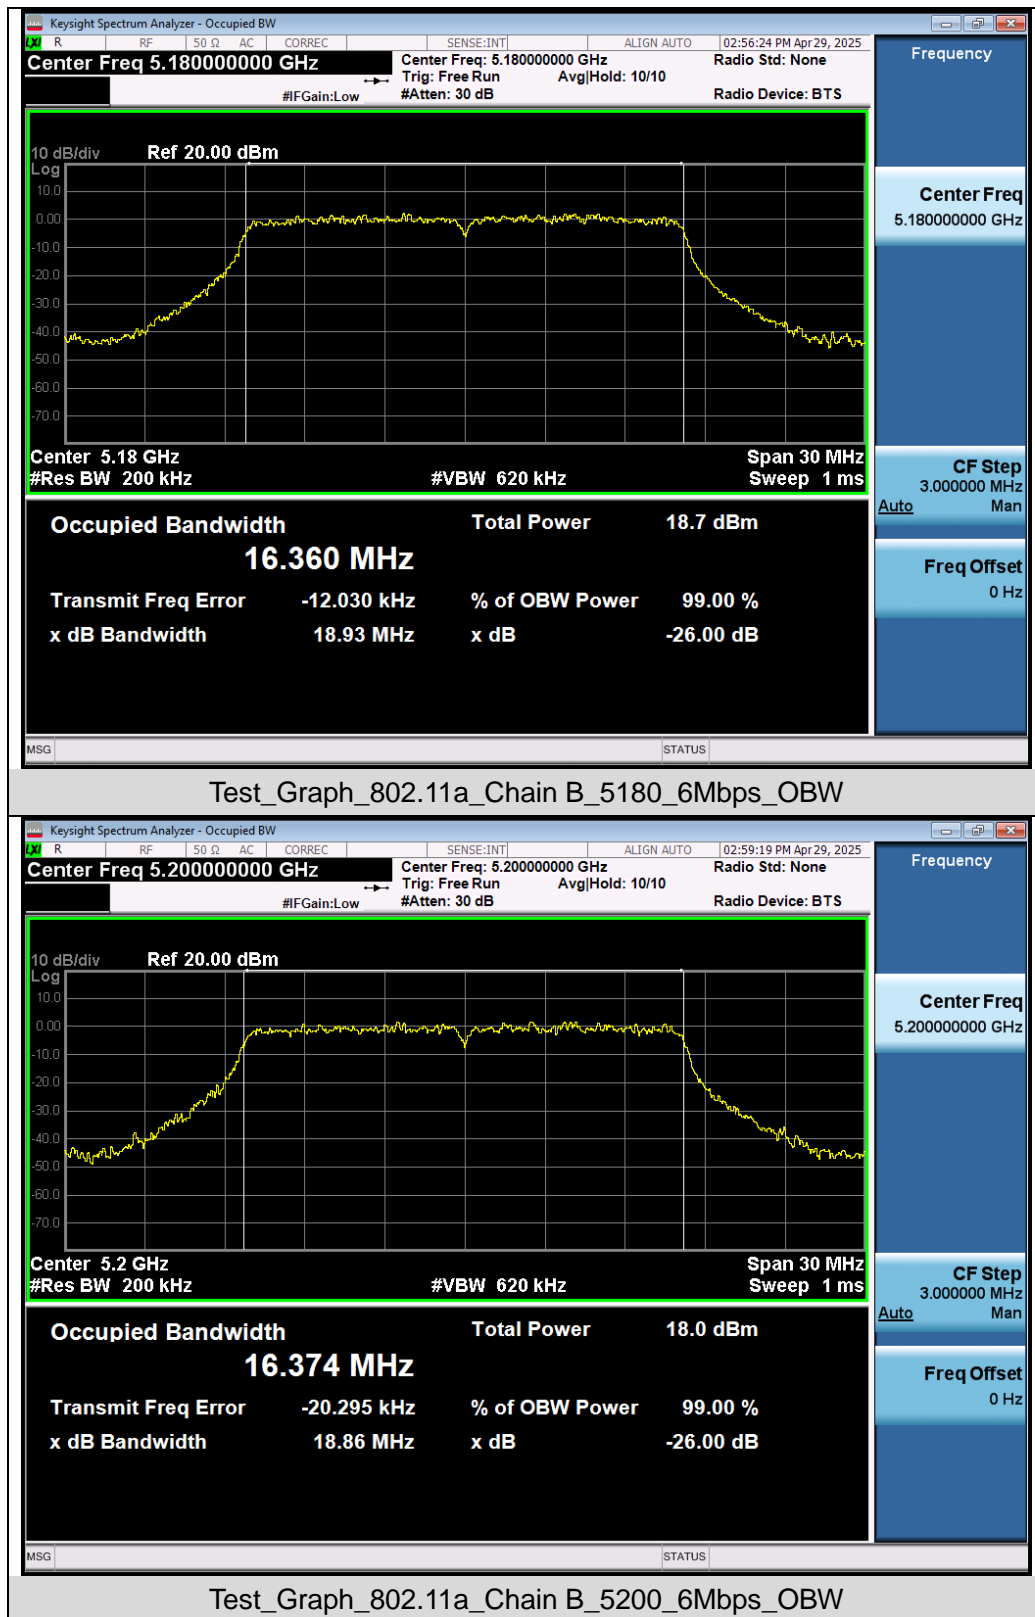 Keysight Spectrum Analyzer - Occupied BW
LXI R RF 50 Ω AC CORREC SENSE:INT ALIGN AUTO 02:56:24 PM Apr 29, 2025
Center Freq 5.180000000 GHz
Center Freq: 5.180000000 GHz
Radio Std: None
Trig: Free Run Avg|Hold: 10/10
#IFGain:Low
#Atten: 30 dB
Radio Device: BTS
Frequency
10 dB/div Ref 20.00 dBm
Log
10.0
0.00
-10.0
-20.0
-30.0
-40.0
-50.0
-60.0
-70.0
Center Freq
5.180000000 GHz
Center 5.18 GHz Span 30 MHz
#Res BW 200 kHz #VBW 620 kHz Sweep 1 ms
CF Step
3.000000 MHz
Auto Man
Freq Offset
0 Hz
Occupied Bandwidth Total Power 18.7 dBm
16.360 MHz
Transmit Freq Error -12.030 kHz % of OBW Power 99.00 %
x dB Bandwidth 18.93 MHz x dB -26.00 dB
MSG STATUS
Test_Graph_802.11a_Chain B_5180_6Mbps_OBW
Keysight Spectrum Analyzer - Occupied BW
LXI R RF 50 Ω AC CORREC SENSE:INT ALIGN AUTO 02:59:19 PM Apr 29, 2025
Center Freq 5.200000000 GHz
Center Freq: 5.200000000 GHz
Radio Std: None
Trig: Free Run Avg|Hold: 10/10
#IFGain:Low
#Atten: 30 dB
Radio Device: BTS
Frequency
10 dB/div Ref 20.00 dBm
Log
10.0
0.00
-10.0
-20.0
-30.0
-40.0
-50.0
-60.0
-70.0
Center Freq
5.200000000 GHz
Center 5.2 GHz Span 30 MHz
#Res BW 200 kHz #VBW 620 kHz Sweep 1 ms
CF Step
3.000000 MHz
Auto Man
Freq Offset
0 Hz
Occupied Bandwidth Total Power 18.0 dBm
16.374 MHz
Transmit Freq Error -20.295 kHz % of OBW Power 99.00 %
x dB Bandwidth 18.86 MHz x dB -26.00 dB
MSG STATUS
Test_Graph_802.11a_Chain B_5200_6Mbps_OBW